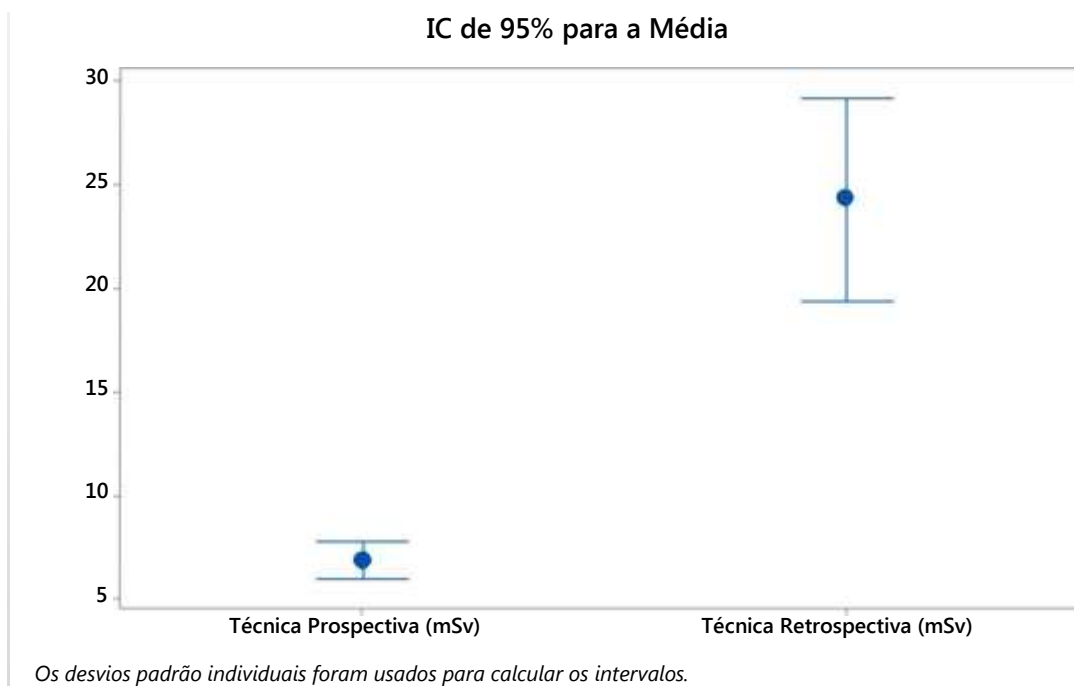 IC de 95% para a Média
30
25
20
15
10
5
Técnica Prospectiva (mSv) Técnica Retrospectiva (mSv)
Os desvios padrão individuais foram usados para calcular os intervalos.